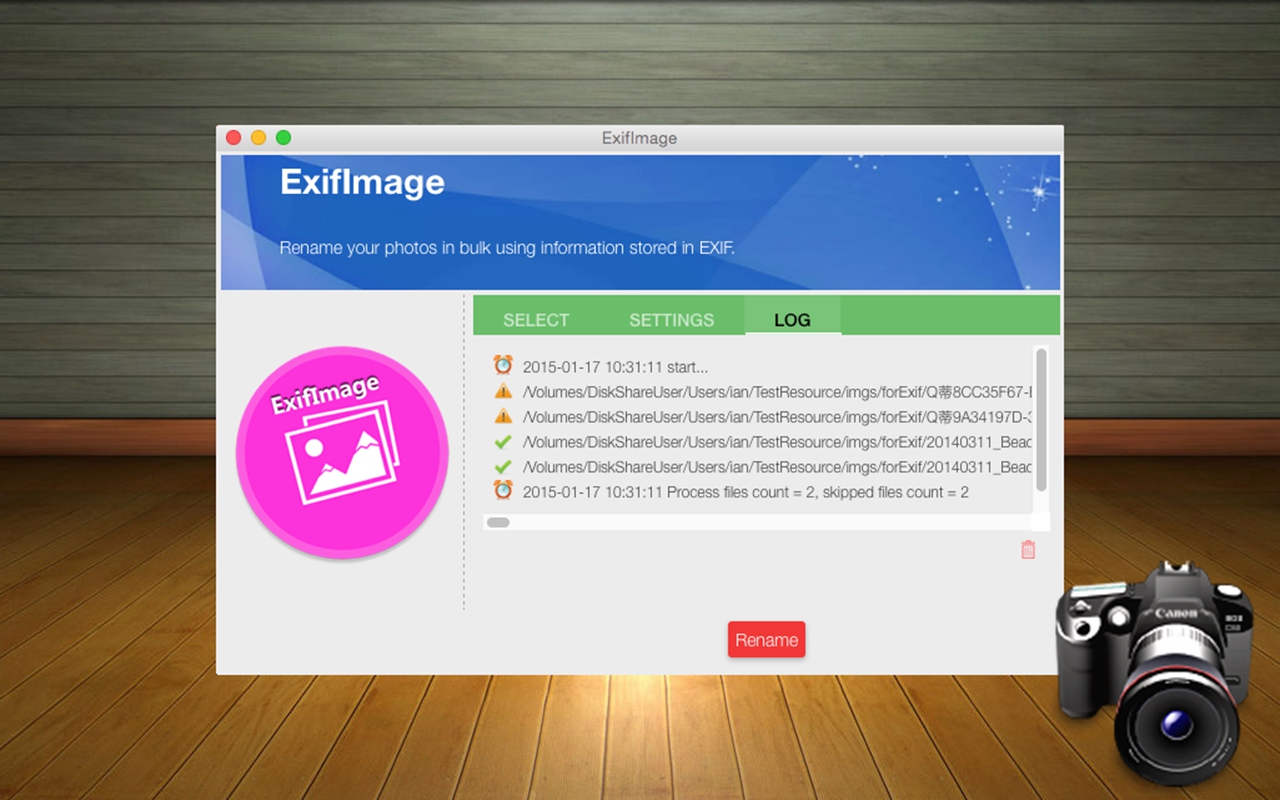 ExifImage
ExifImage
Rename your photos in bulk using information stored in EXIF.
SELECT SETTINGS LOG
ExifImage
2015-01-17 10:31:11 start...
/Volumes/DiskShareUser/Users/ian/TestResource/imgs/forExif/Q蒂8CC35F67-
/Volumes/DiskShareUser/Users/ian/TestResource/imgs/forExif/Q蒂9A34197D-
/Volumes/DiskShareUser/Users/ian/TestResource/imgs/forExif/20140311_Beac
/Volumes/DiskShareUser/Users/ian/TestResource/imgs/forExif/20140311_Beac
2015-01-17 10:31:11 Process files count = 2, skipped files count = 2
Rename
Canon